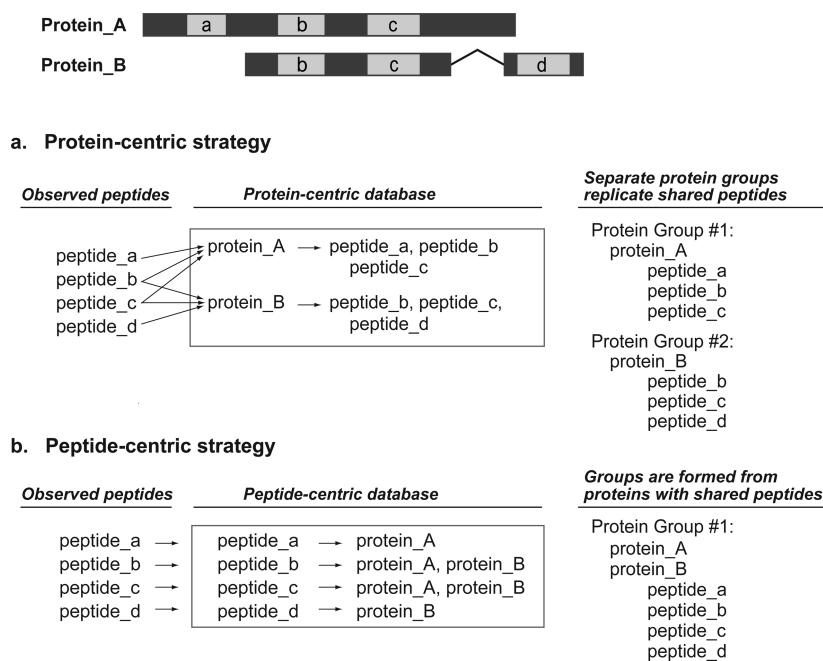 Protein_A a b c
Protein_B b c d
a. Protein-centric strategy
Observed peptides
Protein-centric database
Separate protein groups
replicate shared peptides
peptide_a
peptide_b
peptide_c
peptide_d
protein_A peptide_a, peptide_b
peptide_c
protein_B peptide_b, peptide_c,
peptide_d
Protein Group #1:
protein_A
peptide_a
peptide_b
peptide_c
Protein Group #2:
protein_B
peptide_b
peptide_c
peptide_d
b. Peptide-centric strategy
Observed peptides
Peptide-centric database
Groups are formed from
proteins with shared peptides
peptide_a peptide_a protein_A
peptide_b peptide_b protein_A, protein_B
peptide_c peptide_c protein_A, protein_B
peptide_d peptide_d protein_B
Protein Group #1:
protein_A
protein_B
peptide_a
peptide_b
peptide_c
peptide_d